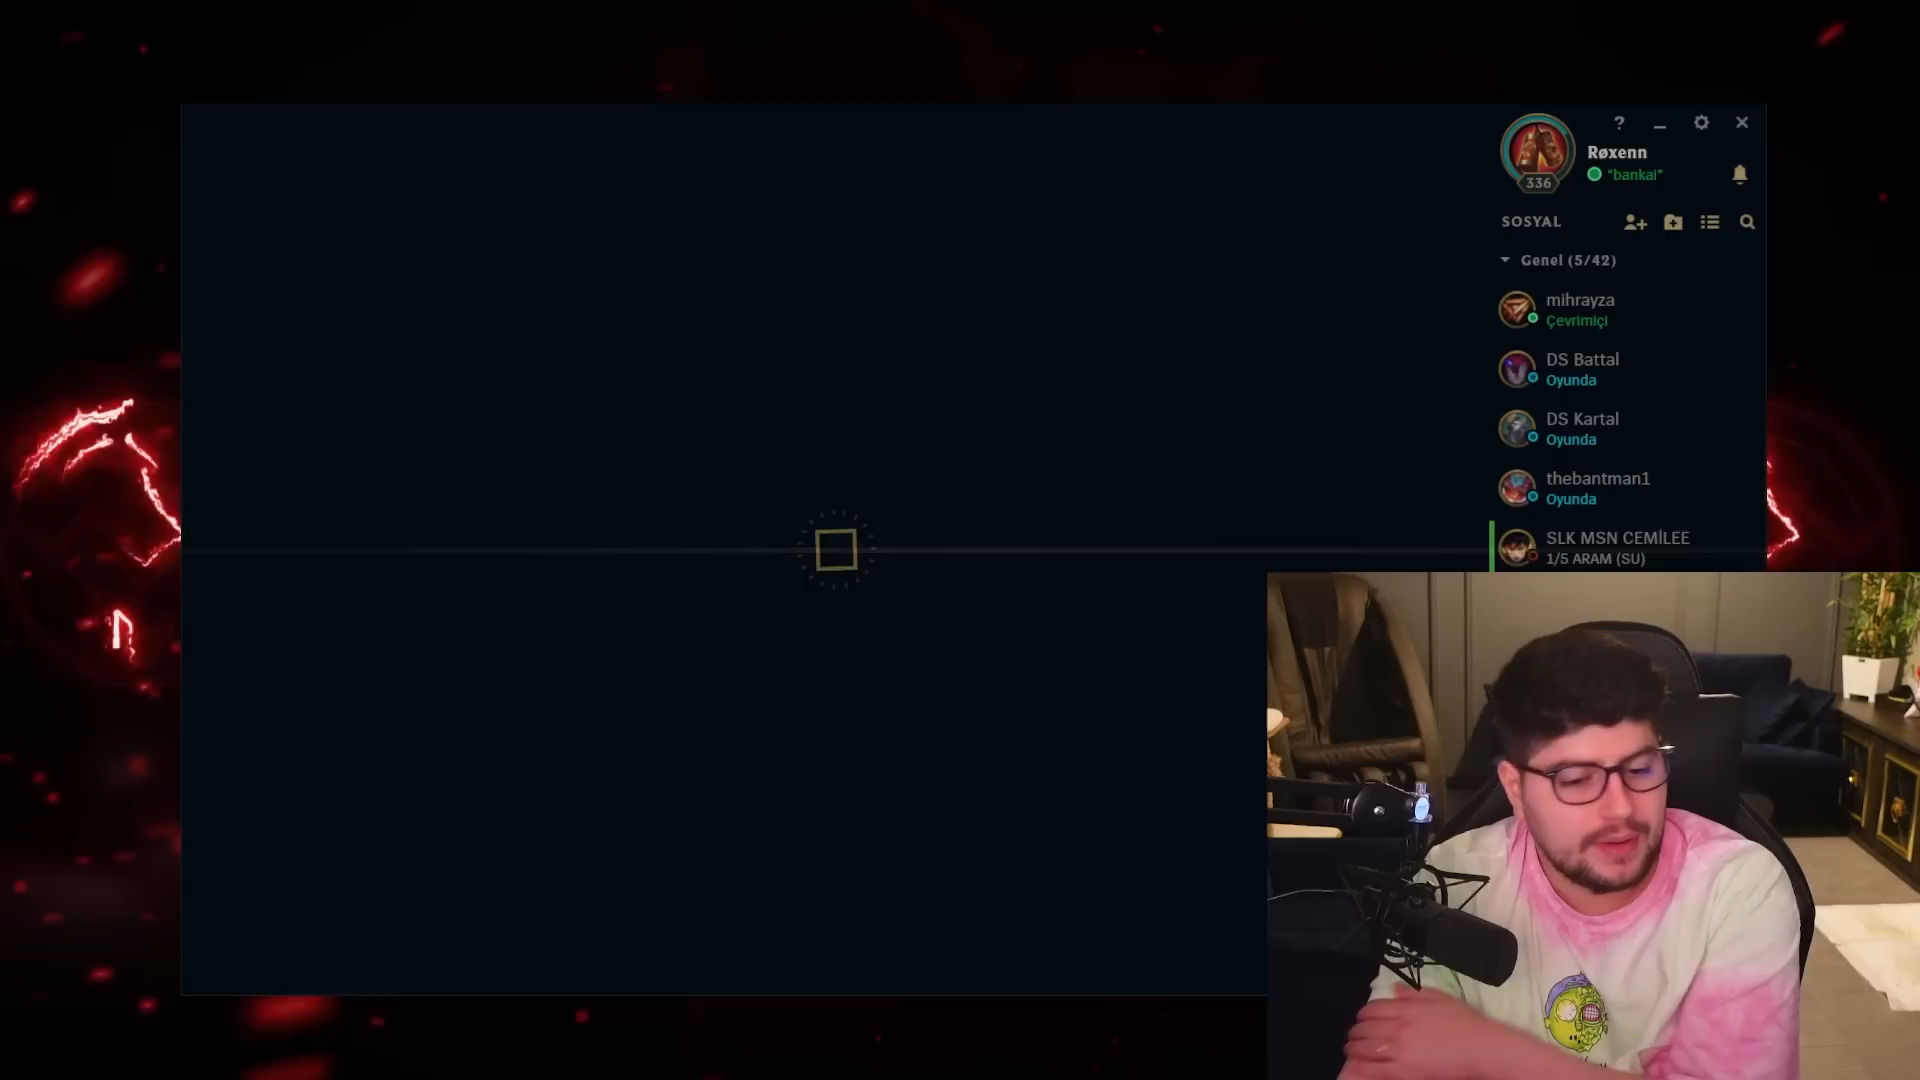 ?
Røxenn
"bankai"
336
SOSYAL
Genel (5/42)
mihrayza
Çevrimiçi
DS Battal
Oyunda
DS Kartal
Oyunda
thebantman1
Oyunda
SLK MSN CEMİLEE
1/5 ARAM (SU)